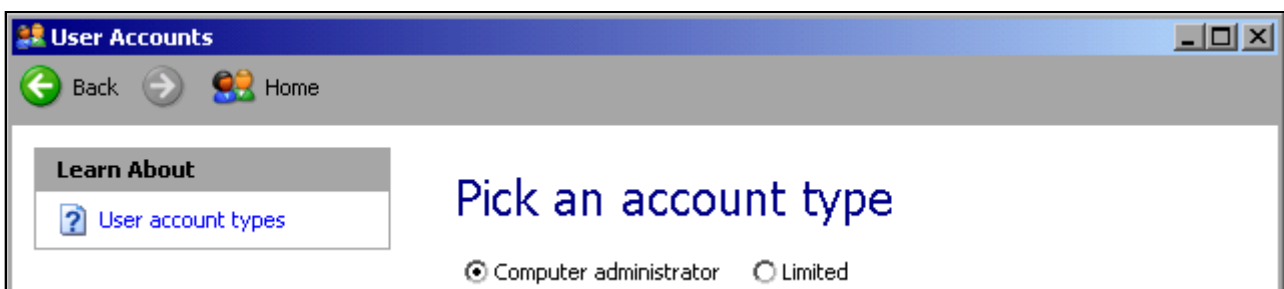 User Accounts
Back Home
Learn About
Pick an account type
? User account types
Computer administrator Limited